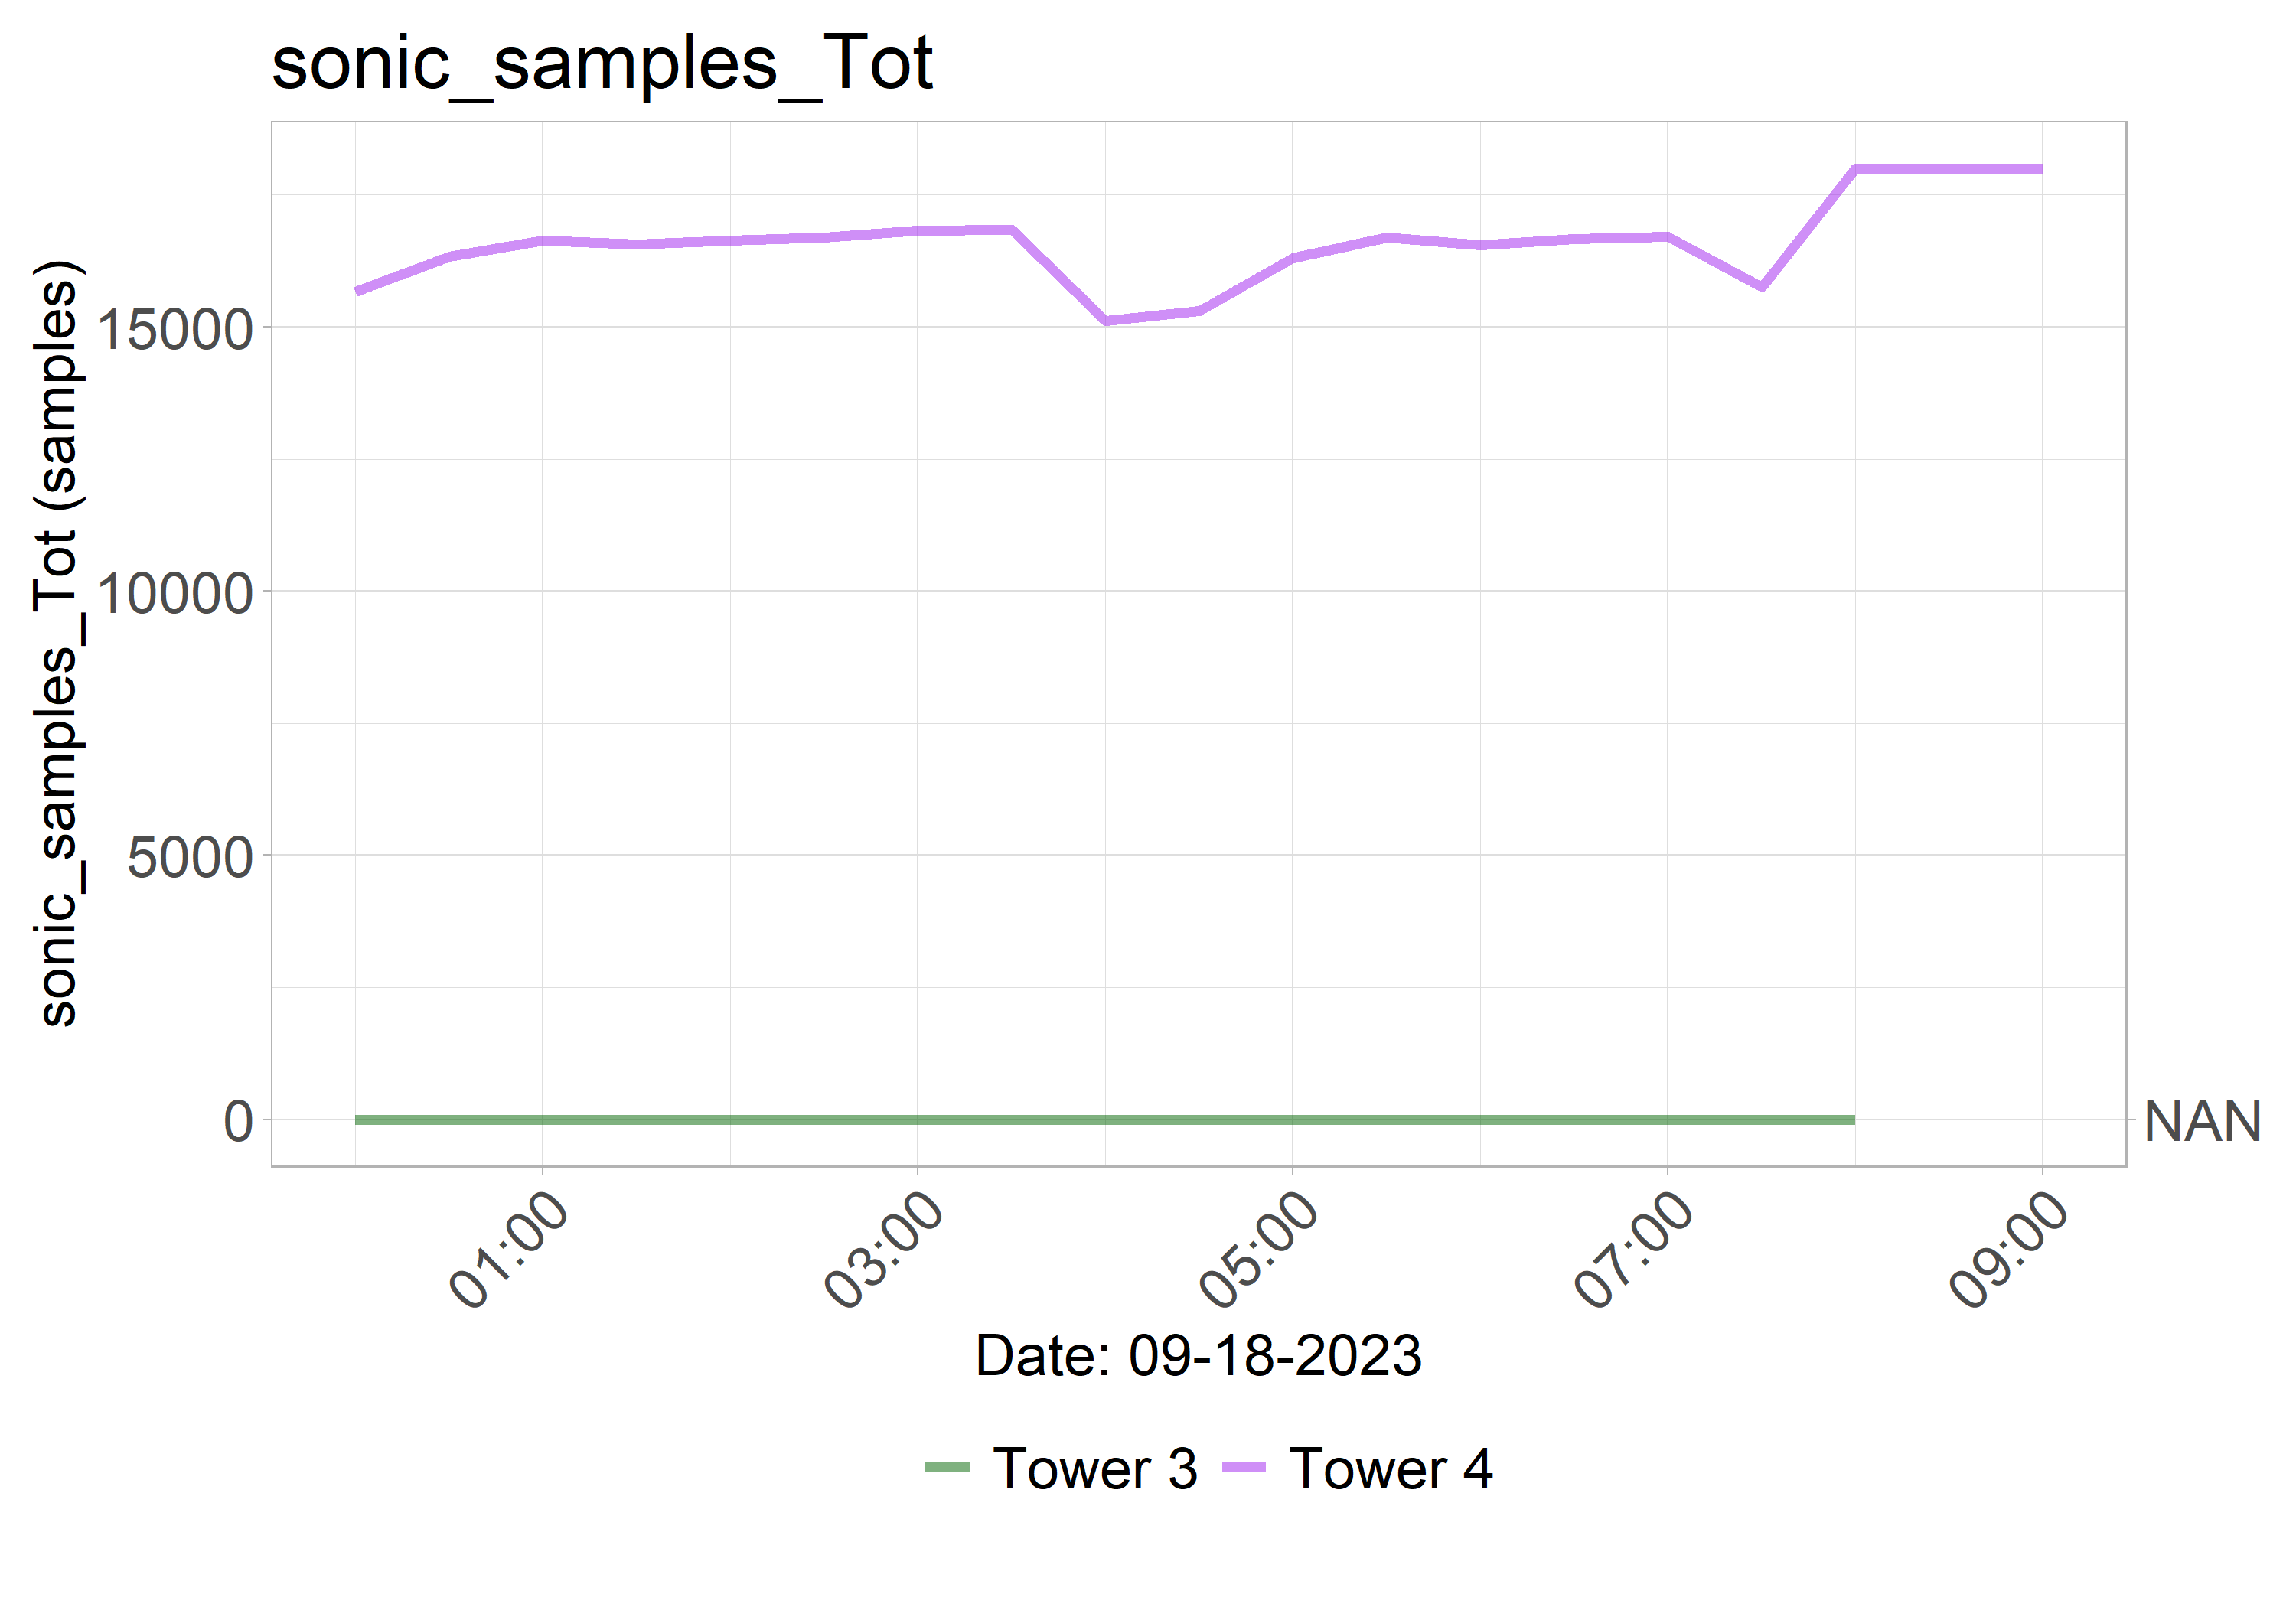 sonic_samples_Tot
sonic_samples_Tot (samples)
15000
10000
5000
0
NAN
01:00
03:00
05:00
07:00
09:00
Date: 09-18-2023
Tower 3
Tower 4